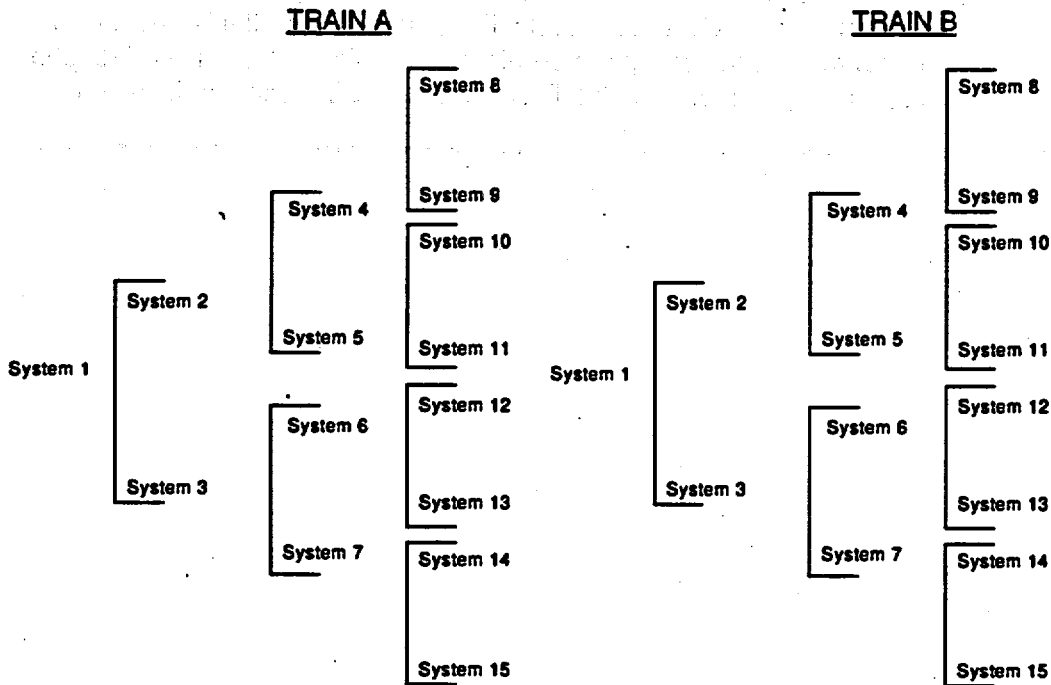 TRAIN A
System 8
System 9
System 4
System 10
System 2
System 5
System 11
System 1
System 12
System 6
System 3
System 13
System 7
System 14
System 15
TRAIN B
System 8
System 9
System 4
System 10
System 2
System 5
System 11
System 1
System 12
System 6
System 3
System 13
System 7
System 14
System 15